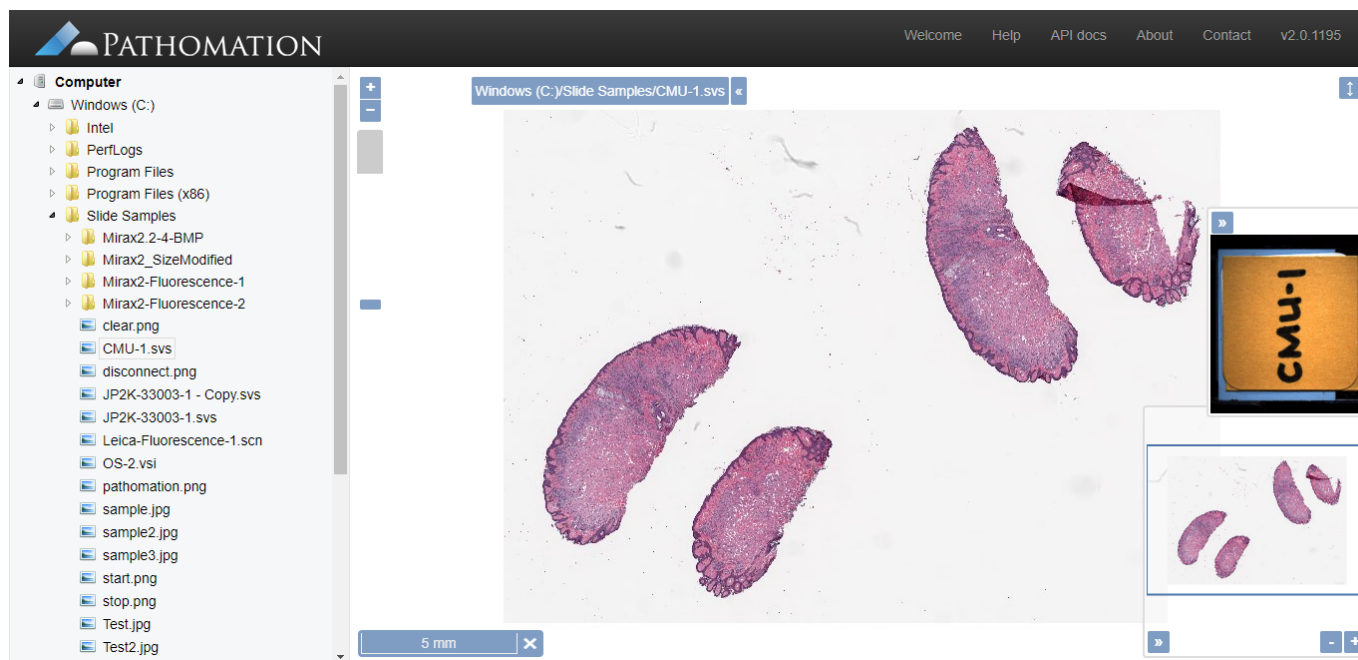 PATHOMATION
Welcome Help API docs About Contact v2.0.1195
Computer
Windows (C:)
Intel
PerfLogs
Program Files
Program Files (x86)
Slide Samples
Mirax2.2-4-BMP
Mirax2_SizeModified
Mirax2-Fluorescence-1
Mirax2-Fluorescence-2
clear.png
CMU-1.svs
disconnect.png
JP2K-33003-1 - Copy.svs
JP2K-33003-1.svs
Leica-Fluorescence-1.scn
OS-2.vsi
pathomation.png
sample.jpg
sample2.jpg
sample3.jpg
start.png
stop.png
Test.jpg
Test2.jpg
+
-
Windows (C:)/Slide Samples/CMU-1.svs «
»
CMU-1
5 mm
»
- +